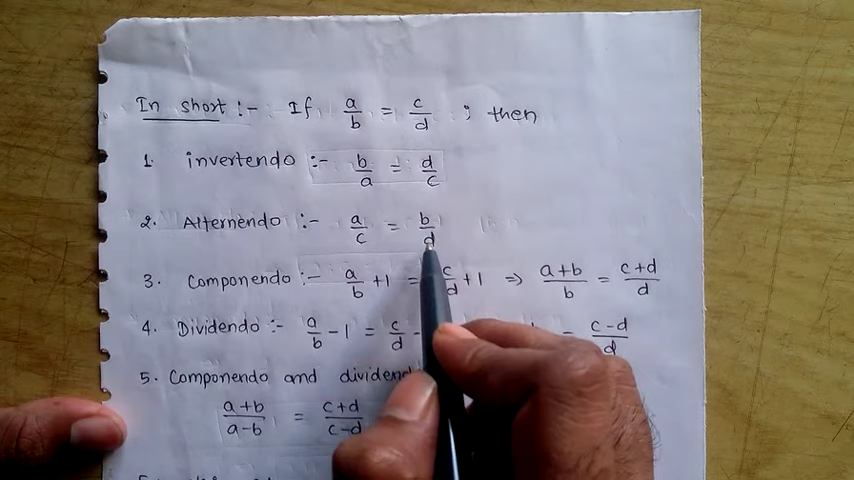 In short :- If a/b = c/d ; then
1. invertendo :- b/a = d/c
2. Alternendo :- a/c = b/d
3. Componendo :- a/b + 1 = c/d + 1 ⇒ a+b/b = c+d/d
4. Dividendo :- a/b - 1 = c/d - = c-d/d
5. Componendo and dividend
a+b/a-b = c+d/c-d